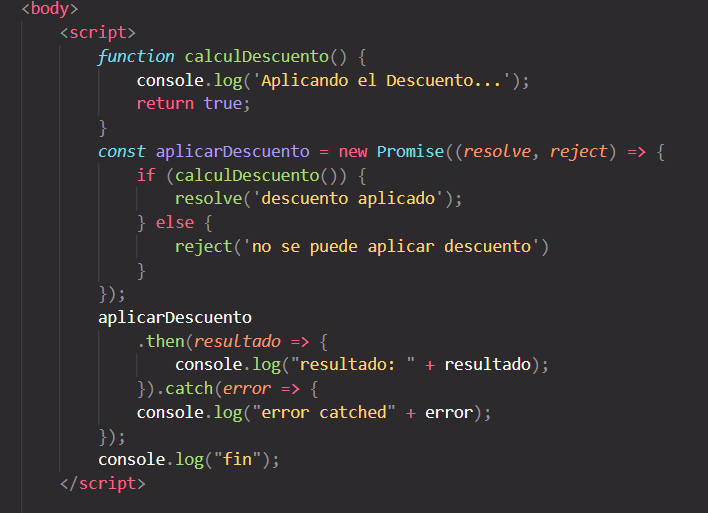 <body>
<script>
function calculDescuento() {
console.log('Aplicando el Descuento...');
return true;
}
const aplicarDescuento = new Promise((resolve, reject) => {
if (calculDescuento()) {
resolve('descuento aplicado');
} else {
reject('no se puede aplicar descuento')
}
});
aplicarDescuento
.then(resultado => {
console.log("resultado: " + resultado);
}).catch(error => {
console.log("error catched" + error);
});
console.log("fin");
</script>